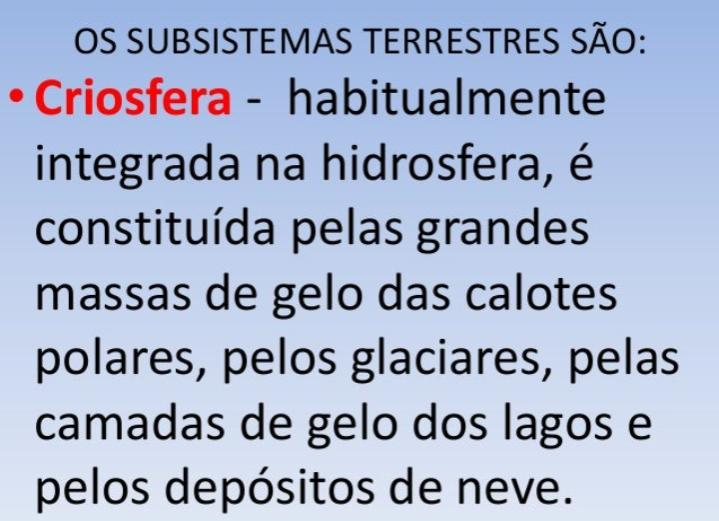 OS SUBSISTEMAS TERRESTRES SÃO:
• Criosfera - habitualmente
integrada na hidrosfera, é
constituída pelas grandes
massas de gelo das calotes
polares, pelos glaciares, pelas
camadas de gelo dos lagos e
pelos depósitos de neve.